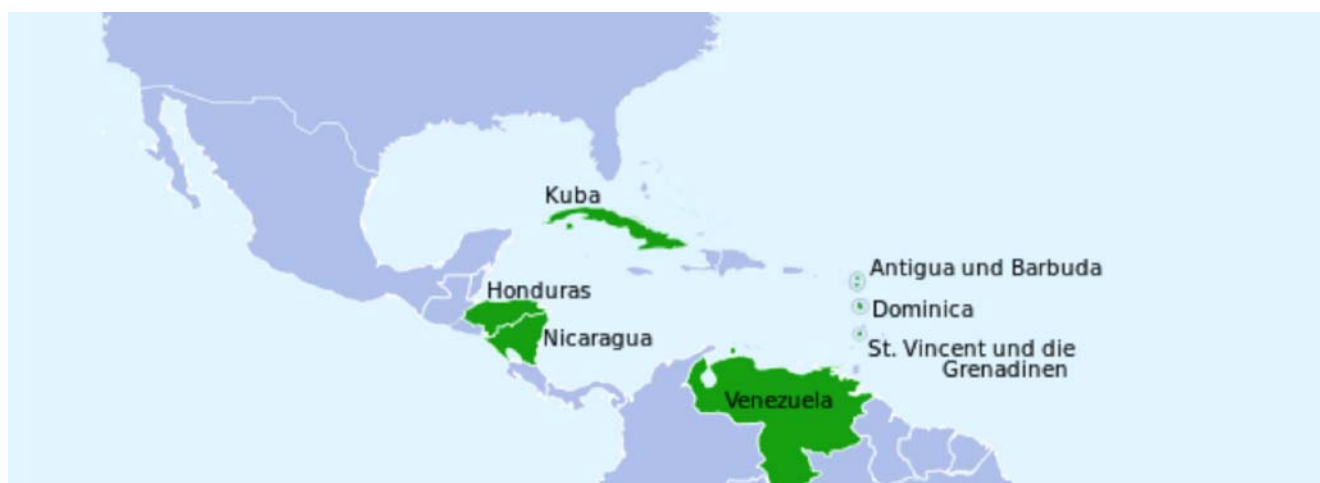 Kuba
Antigua und Barbuda
Honduras
Dominica
Nicaragua
St. Vincent und die
Grenadinen
Venezuela